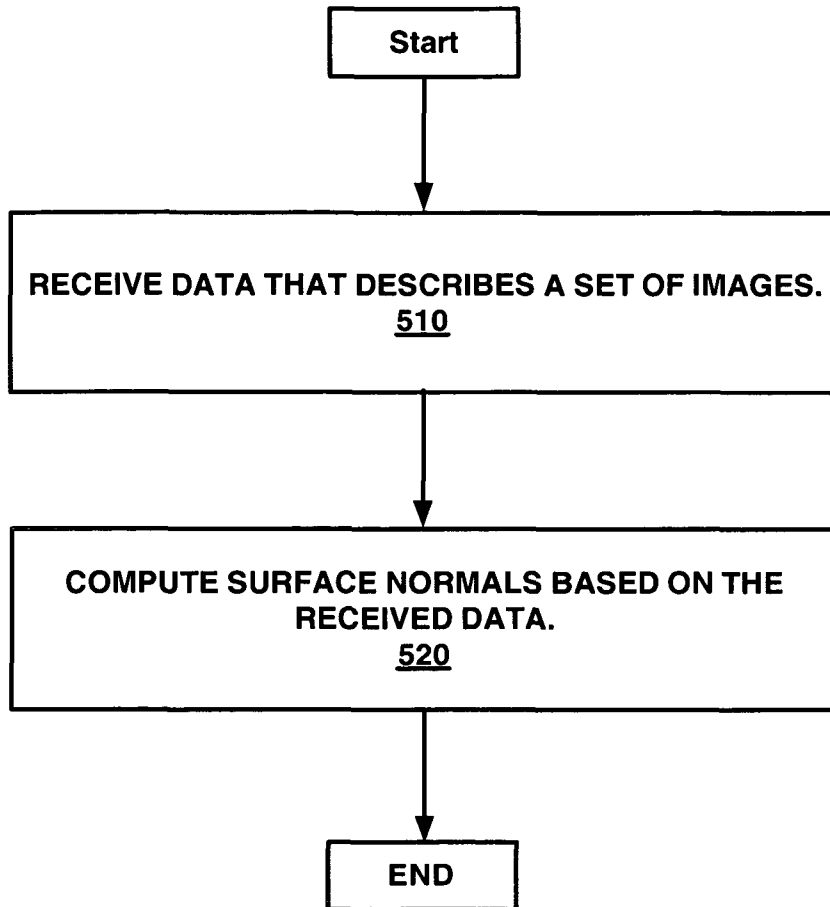 Start
RECEIVE DATA THAT DESCRIBES A SET OF IMAGES.
510
COMPUTE SURFACE NORMALS BASED ON THE
RECEIVED DATA.
520
END